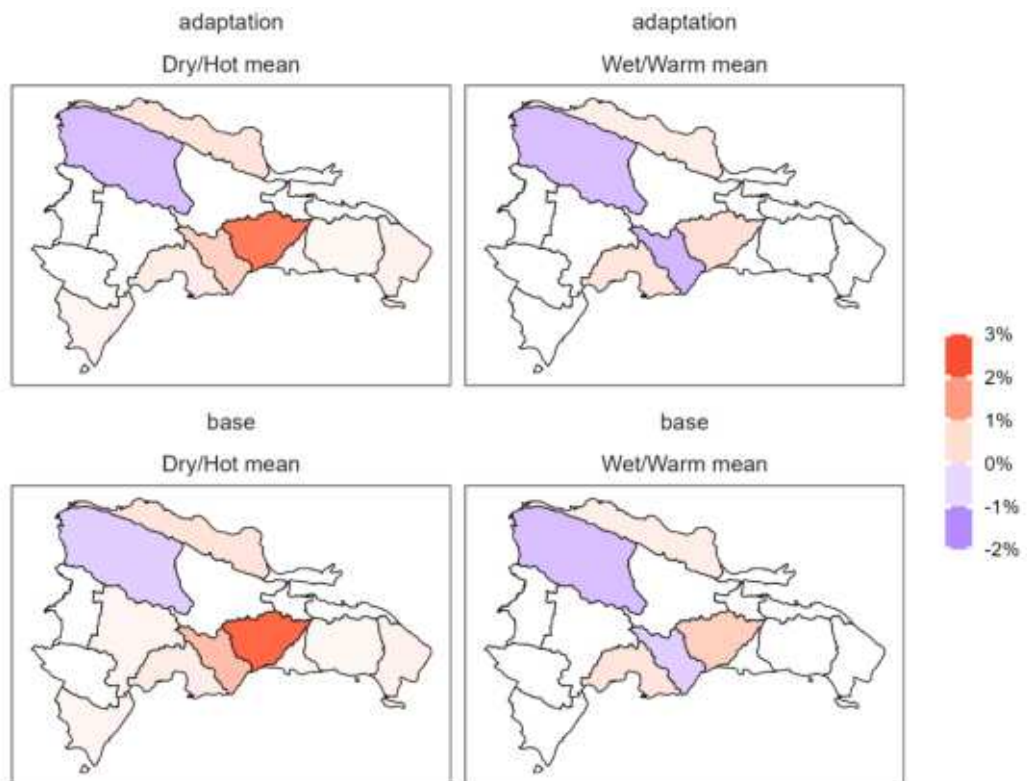 adaptation
Dry/Hot mean
adaptation
Wet/Warm mean
base
Dry/Hot mean
base
Wet/Warm mean
3%
2%
1%
0%
-1%
-2%